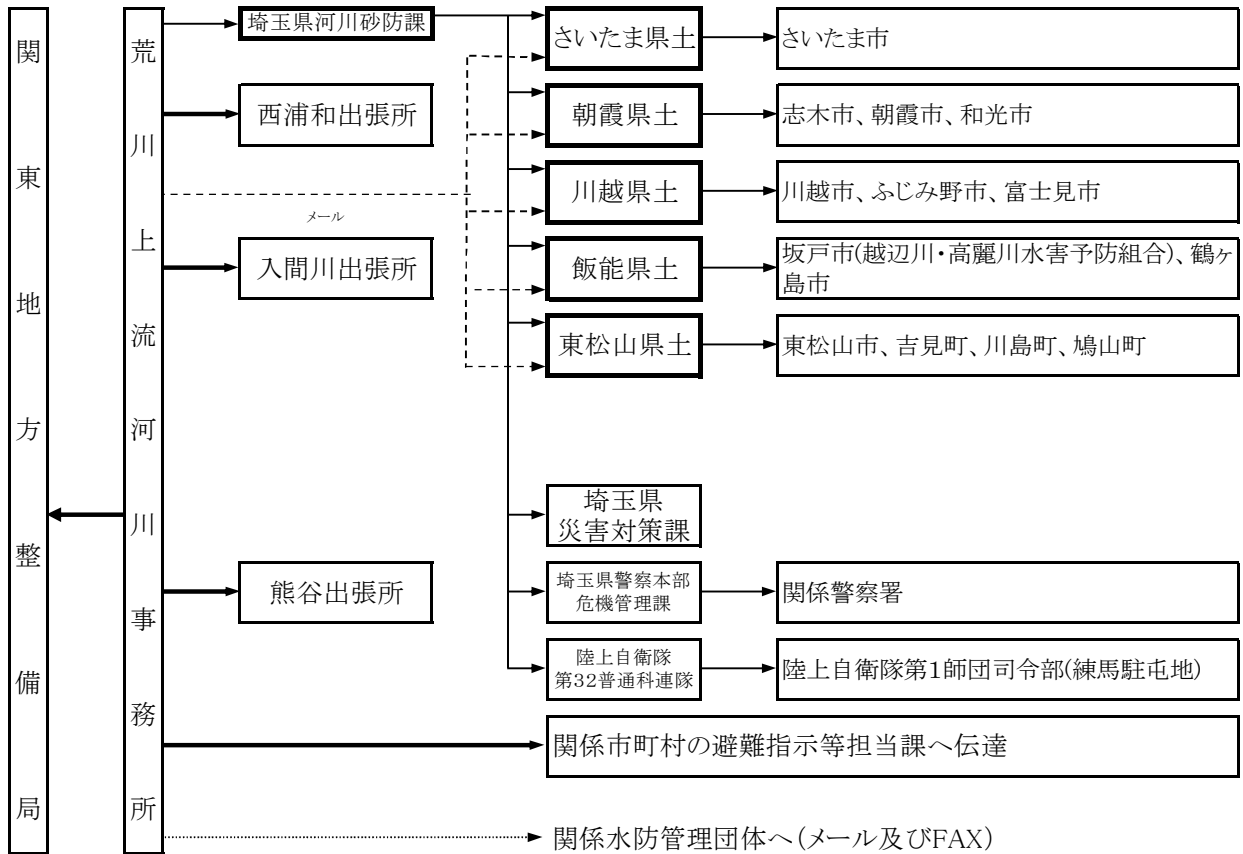 関東地方整備局
荒川上流河川事務所
埼玉県河川砂防課
西浦和出張所
メール
入間川出張所
熊谷出張所
さいたま県土
さいたま市
朝霞県土
志木市、朝霞市、和光市
川越県土
川越市、ふじみ野市、富士見市
飯能県土
坂戸市(越辺川・高麗川水害予防組合)、鶴ヶ
島市
東松山県土
東松山市、吉見町、川島町、鳩山町
埼玉県
災害対策課
埼玉県警察本部
危機管理課
関係警察署
陸上自衛隊
第32普通科連隊
陸上自衛隊第1師団司令部(練馬駐屯地)
関係市町村の避難指示等担当課へ伝達
関係水防管理団体へ(メール及びFAX)